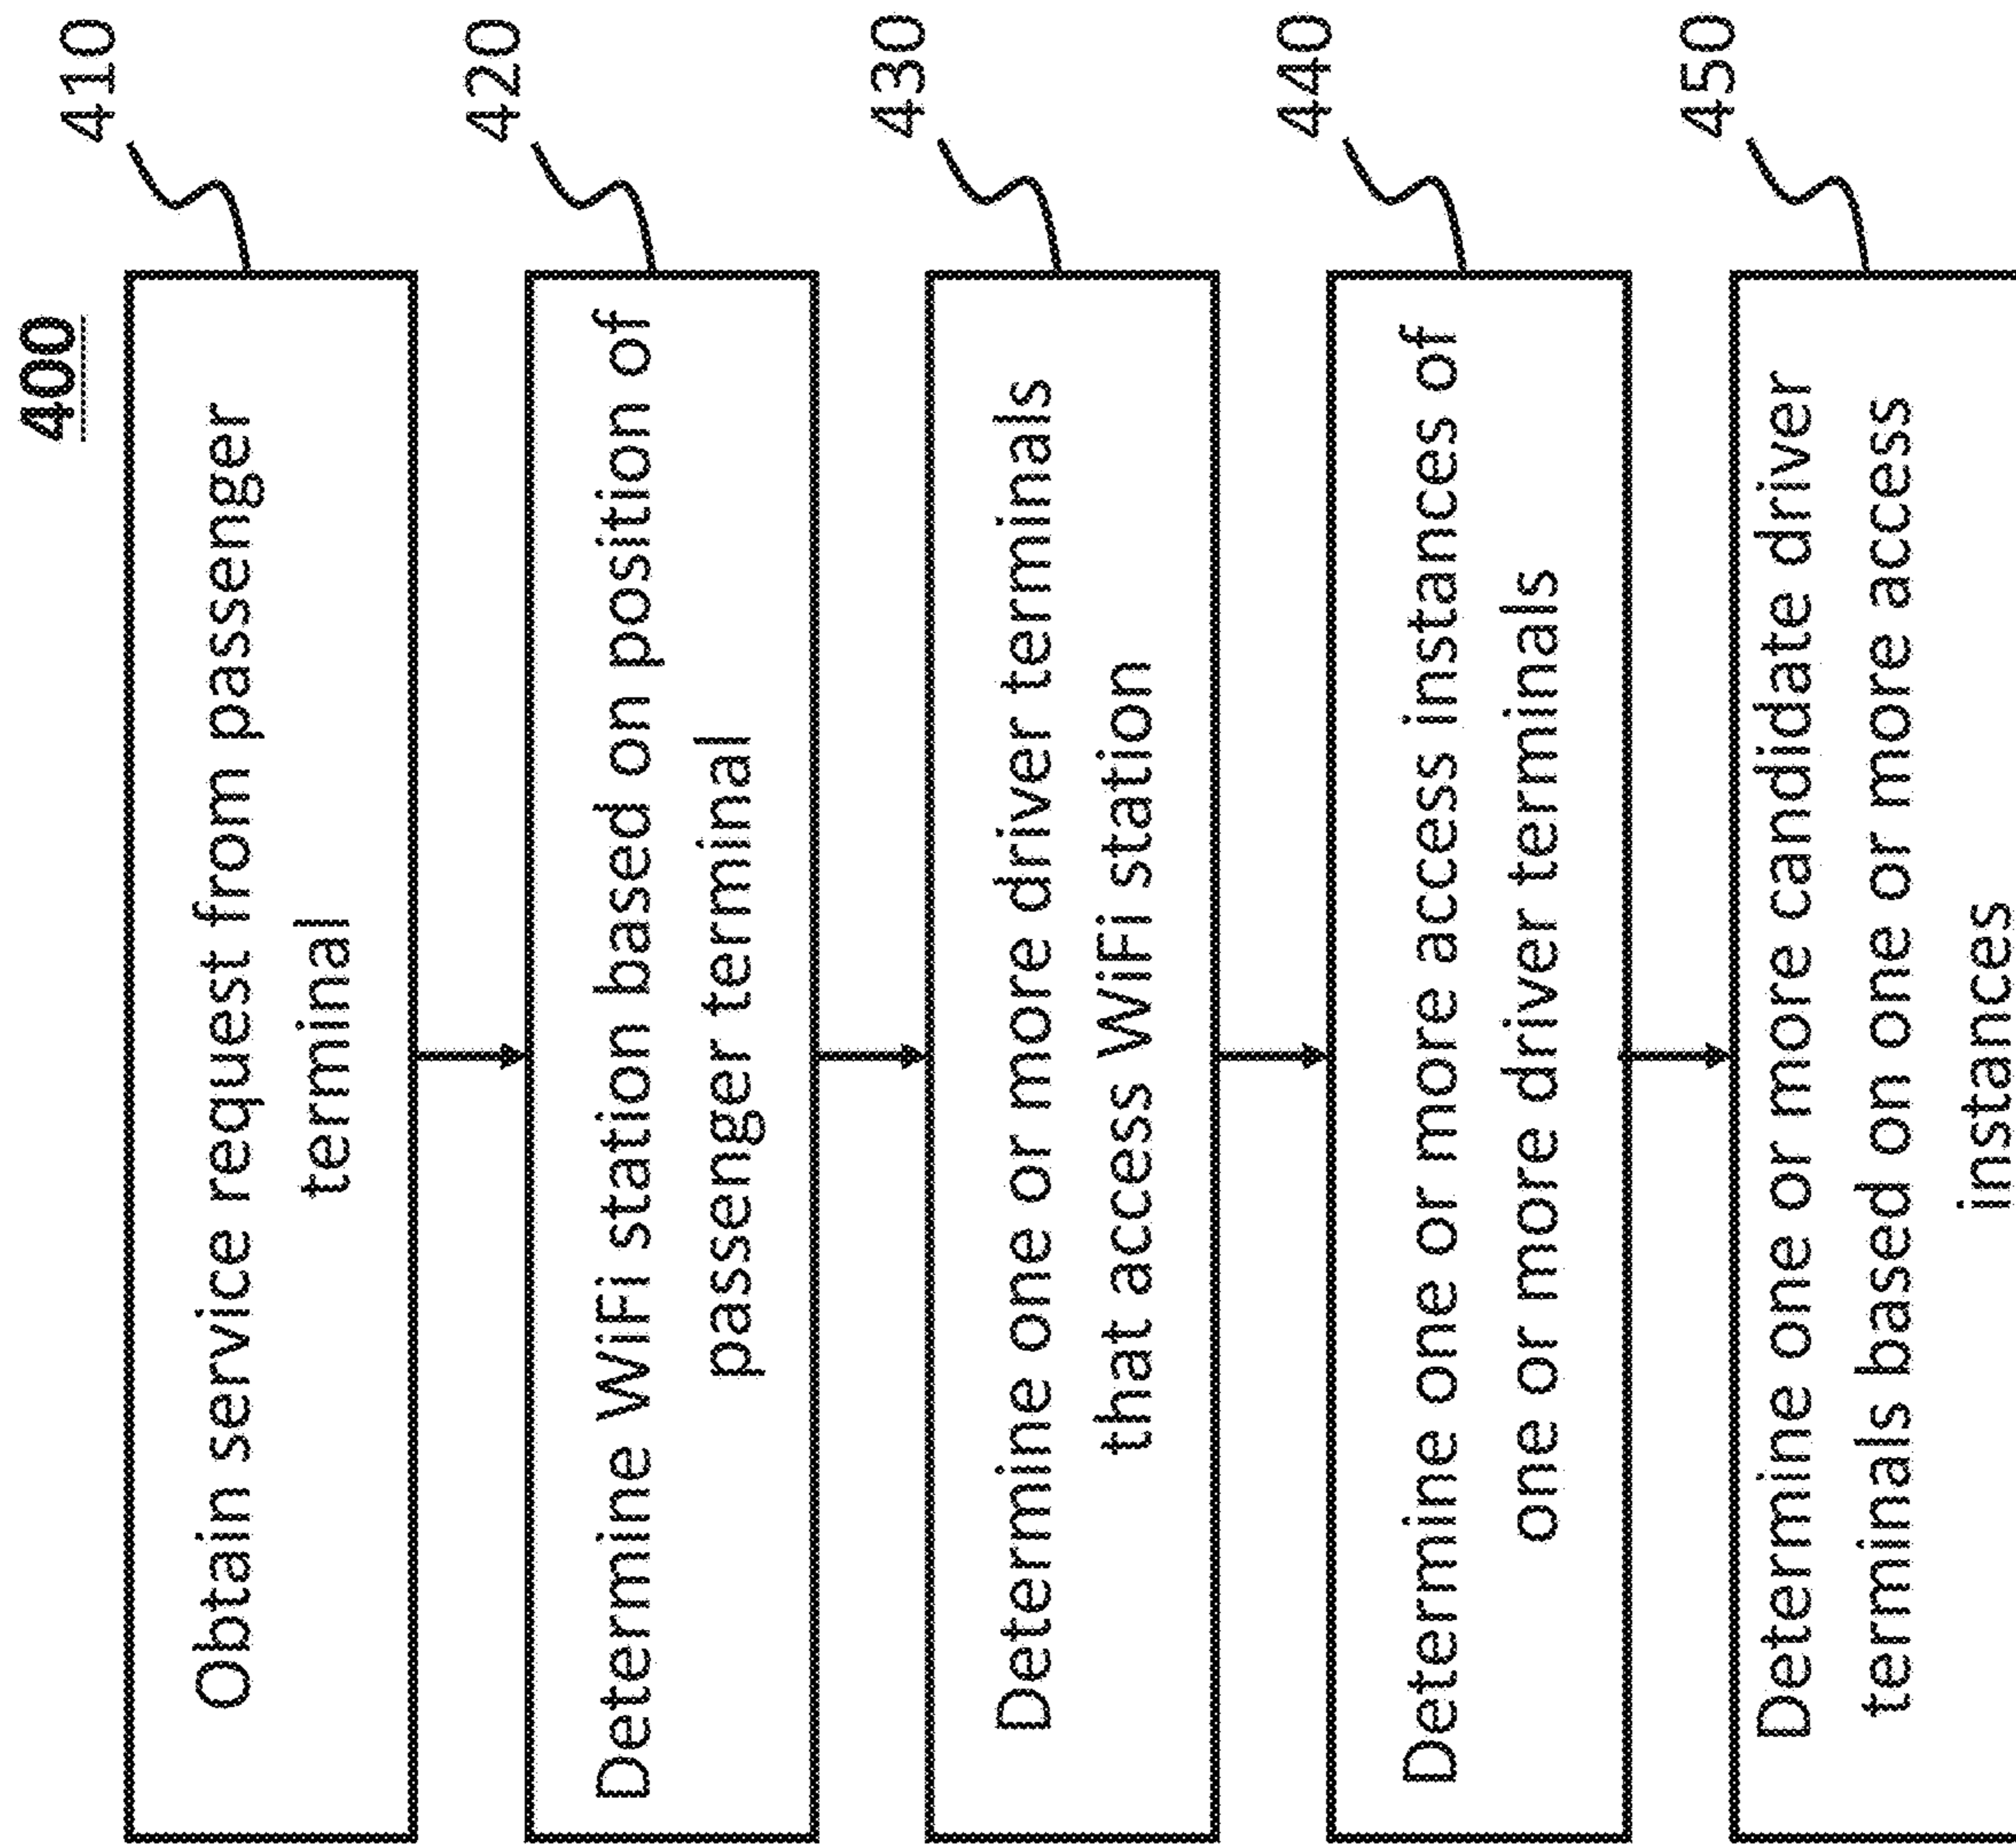 400
410
Obtain service request from passenger
terminal
420
Determine WiFi station based on position of
passenger terminal
430
Determine one or more driver terminals
that access WiFi station
440
Determine one or more access instances of
one or more driver terminals
450
Determine one or more candidate driver
terminals based on one or more access
instances